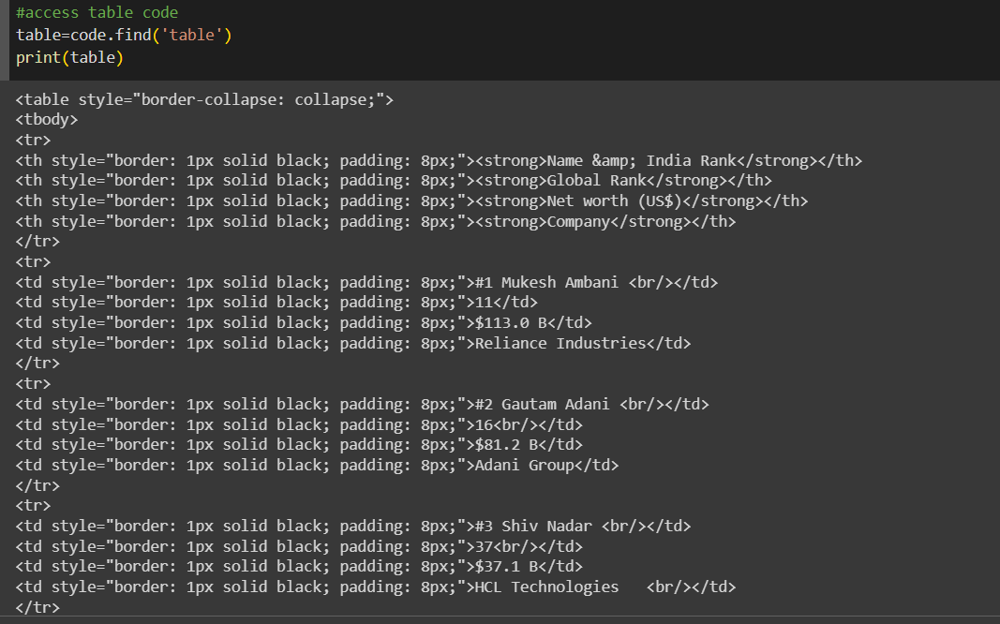 #access table code
table=code.find('table')
print(table)
<table style="border-collapse: collapse;">
<tbody>
<tr>
<th style="border: 1px solid black; padding: 8px;"><strong>Name &amp; India Rank</strong></th>
<th style="border: 1px solid black; padding: 8px;"><strong>Global Rank</strong></th>
<th style="border: 1px solid black; padding: 8px;"><strong>Net worth (US$)</strong></th>
<th style="border: 1px solid black; padding: 8px;"><strong>Company</strong></th>
</tr>
<tr>
<td style="border: 1px solid black; padding: 8px;">#1 Mukesh Ambani <br/></td>
<td style="border: 1px solid black; padding: 8px;">11</td>
<td style="border: 1px solid black; padding: 8px;">$113.0 B</td>
<td style="border: 1px solid black; padding: 8px;">Reliance Industries</td>
</tr>
<tr>
<td style="border: 1px solid black; padding: 8px;">#2 Gautam Adani <br/></td>
<td style="border: 1px solid black; padding: 8px;">16<br/></td>
<td style="border: 1px solid black; padding: 8px;">$81.2 B</td>
<td style="border: 1px solid black; padding: 8px;">Adani Group</td>
</tr>
<tr>
<td style="border: 1px solid black; padding: 8px;">#3 Shiv Nadar <br/></td>
<td style="border: 1px solid black; padding: 8px;">37<br/></td>
<td style="border: 1px solid black; padding: 8px;">$37.1 B</td>
<td style="border: 1px solid black; padding: 8px;">HCL Technologies   <br/></td>
</tr>